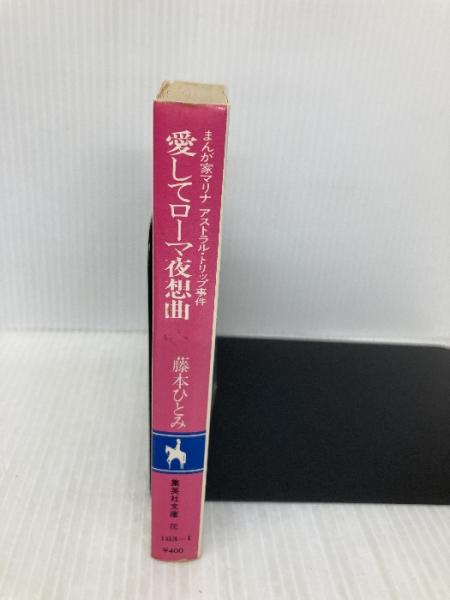 まんが家マリナ アストラル・トリップ事件
愛してローマ夜想曲
藤本ひとみ
集英社文庫
¥400